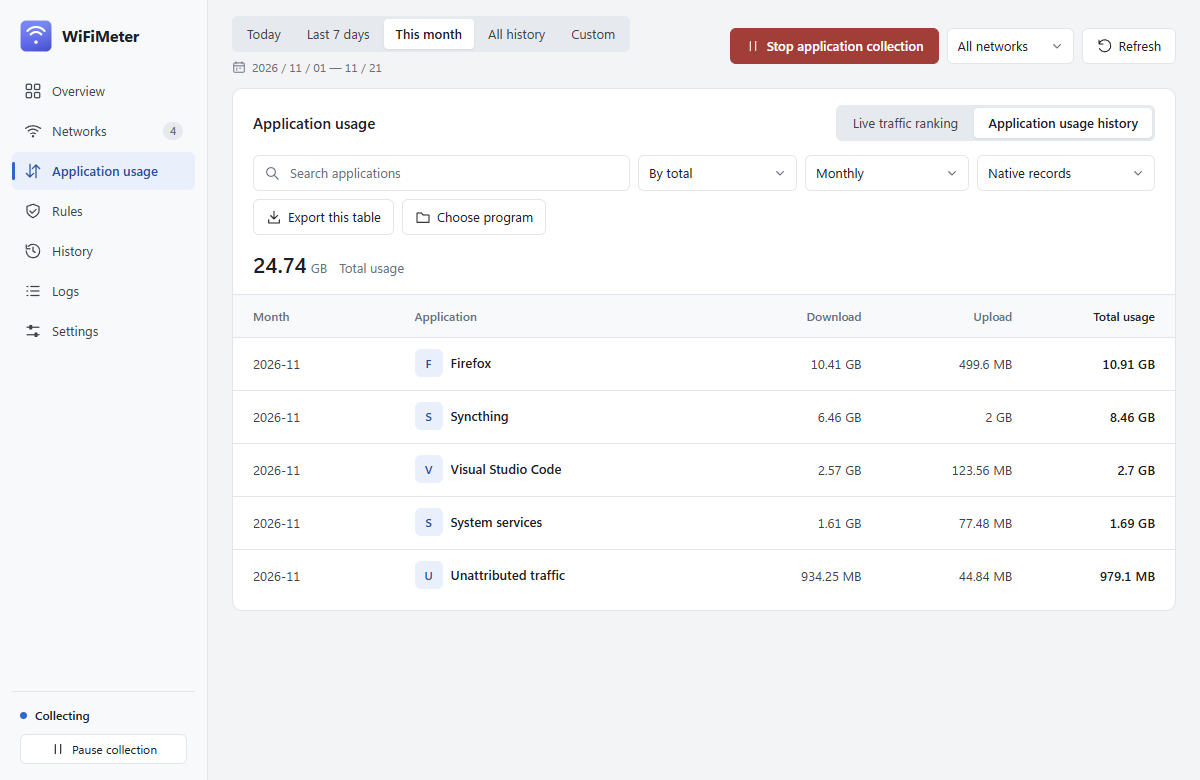 WiFiMeter
Overview
Networks 4
Application usage
Rules
History
Logs
Settings
Collecting
Pause collection
Today Last 7 days This month All history Custom
2026 / 11 / 01 — 11 / 21
Stop application collection All networks Refresh
Application usage
Live traffic ranking Application usage history
Search applications By total Monthly Native records
Export this table Choose program
24.74 GB Total usage
Month Application Download Upload Total usage
2026-11 F Firefox 10.41 GB 499.6 MB 10.91 GB
2026-11 S Syncthing 6.46 GB 2 GB 8.46 GB
2026-11 V Visual Studio Code 2.57 GB 123.56 MB 2.7 GB
2026-11 S System services 1.61 GB 77.48 MB 1.69 GB
2026-11 U Unattributed traffic 934.25 MB 44.84 MB 979.1 MB